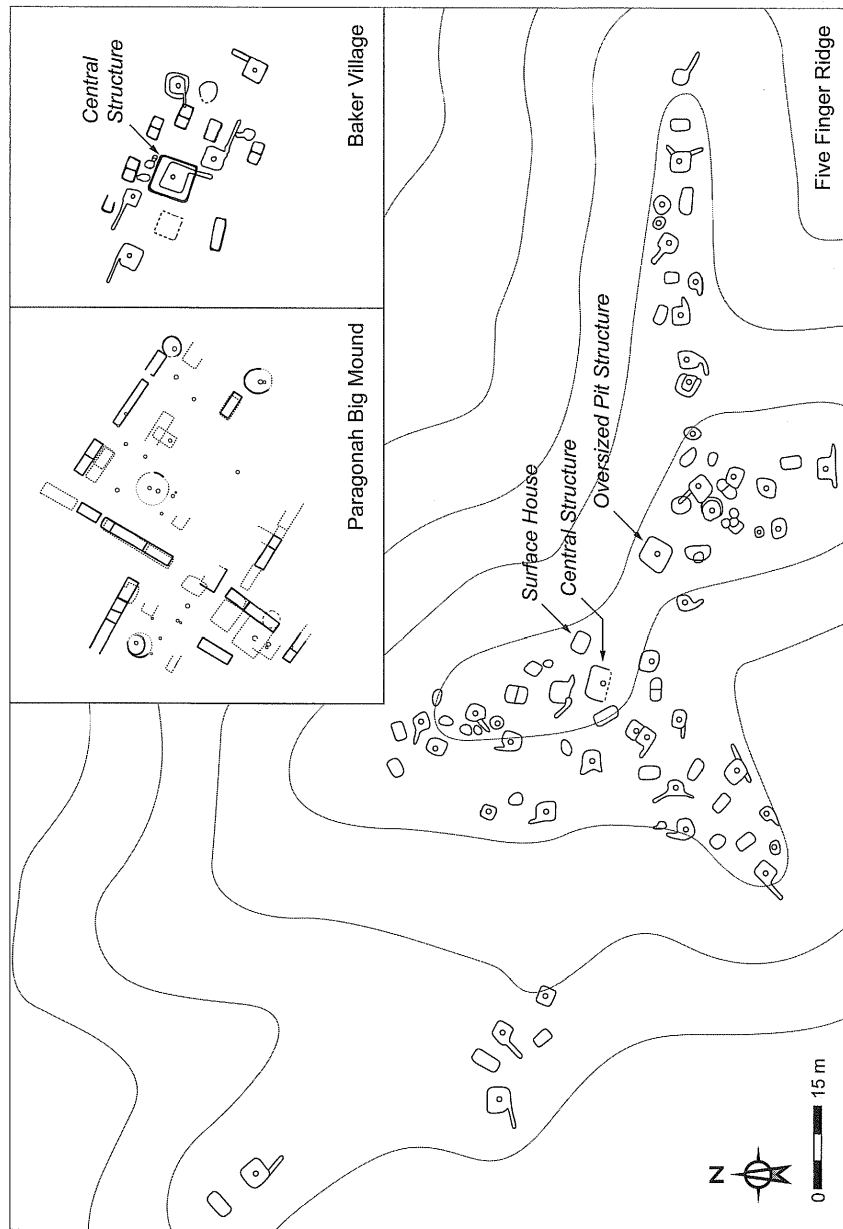 Paragonah Big Mound
Central
Structure
Baker Village
Surface House
Central Structure
Oversized Pit Structure
Five Finger Ridge
N
0
15 m